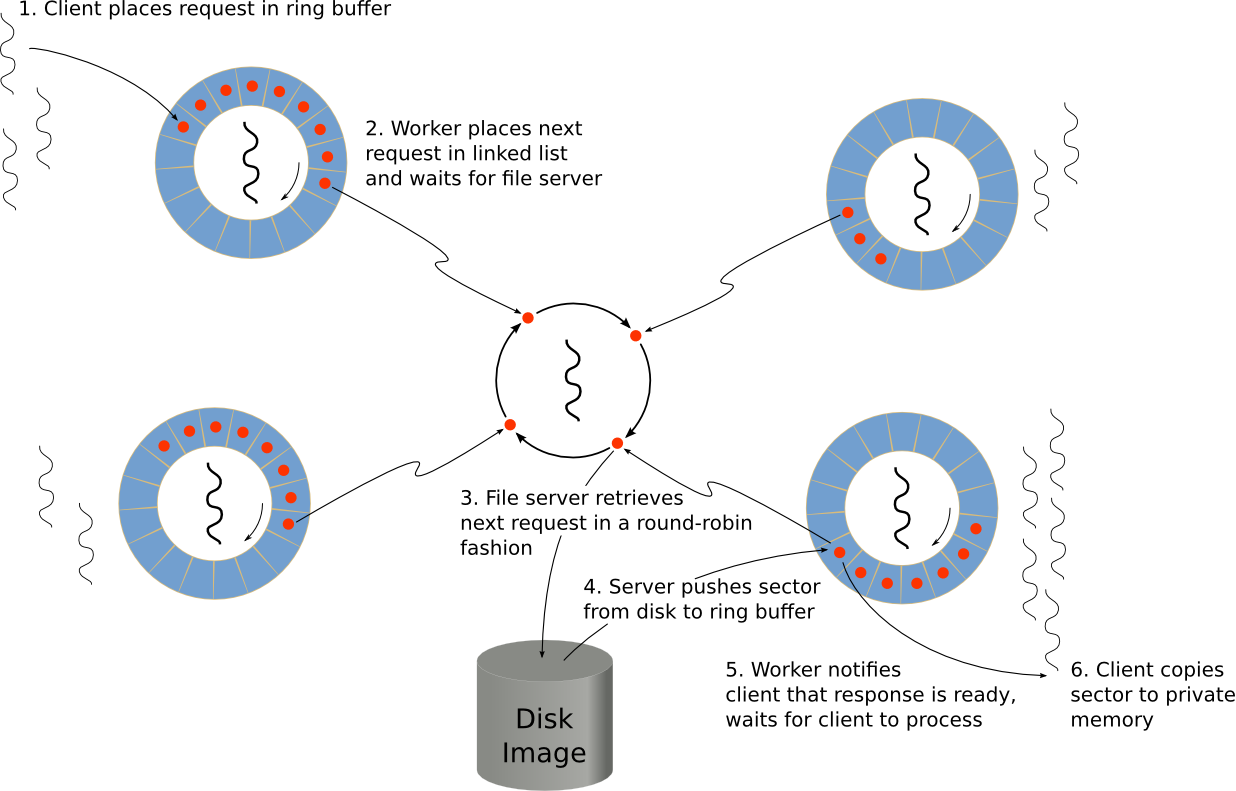 1. Client places request in ring buffer
2. Worker places next
request in linked list
and waits for file server
3. File server retrieves
next request in a round-robin
fashion
4. Server pushes sector
from disk to ring buffer
5. Worker notifies
client that response is ready,
waits for client to process
6. Client copies
sector to private
memory
Disk
Image